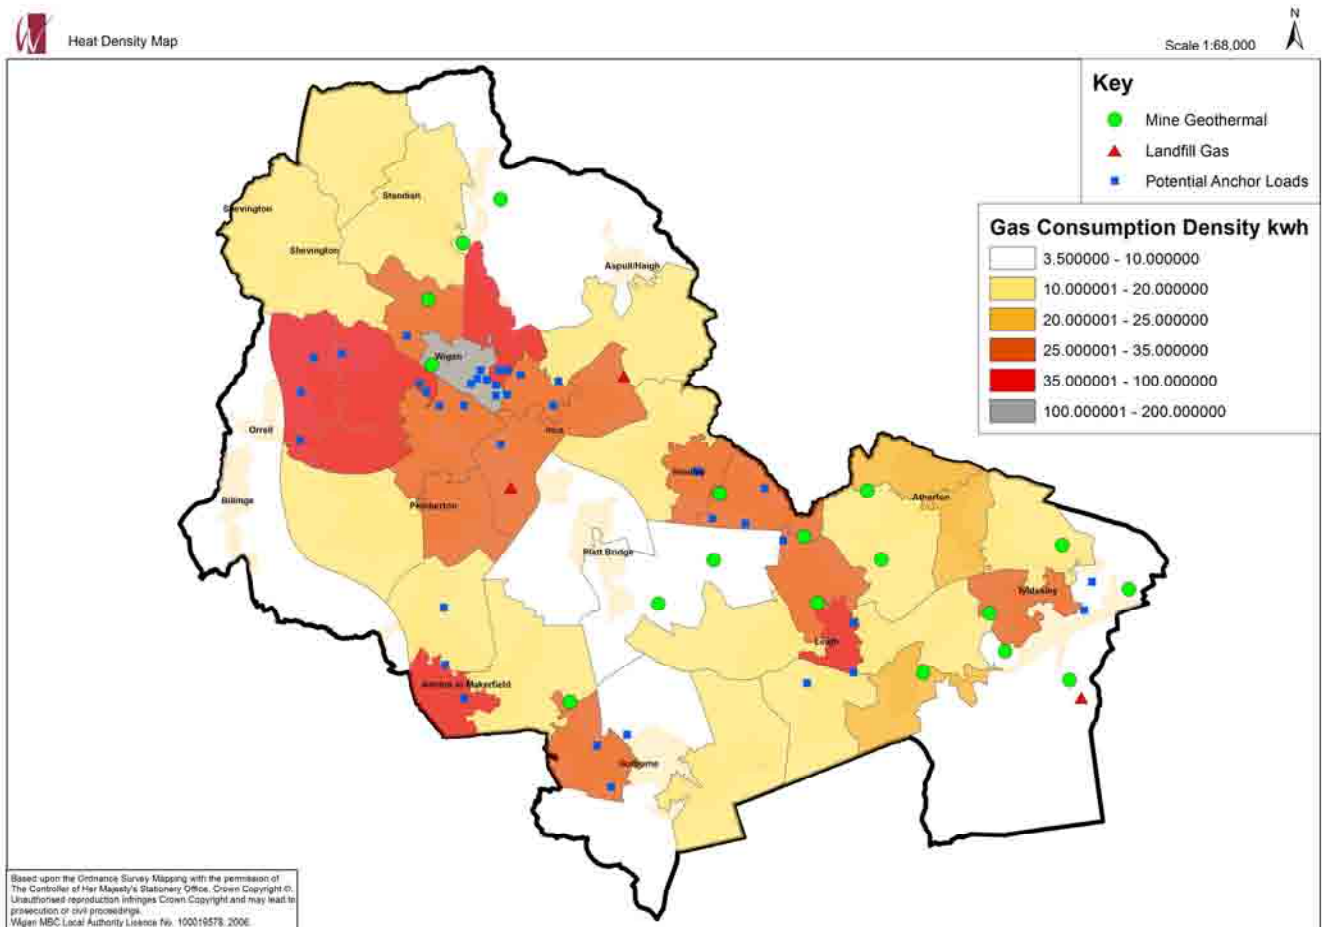 Heat Density Map
N
Scale 1:68,000
Key
Mine Geothermal
Landfill Gas
Potential Anchor Loads
Gas Consumption Density kwh
3.500000 - 10.000000
10.000001 - 20.000000
20.000001 - 25.000000
25.000001 - 35.000000
35.000001 - 100.000000
100.000001 - 200.000000
Standish
Shevington
Shevington
Aspull/Haigh
Wigan
Orrell
Ince
Hindley
Billinge
Pemberton
Atherton
Platt Bridge
Tyldesley
Leigh
Ashton in Makerfield
Golborne
Based upon the Ordnance Survey Mapping with the permission of
The Controller of Her Majesty's Stationery Office. Crown Copyright ©.
Unauthorised reproduction infringes Crown Copyright and may lead to
prosecution or civil proceedings.
Wigan MBC Local Authority Licence No. 100019578, 2006.